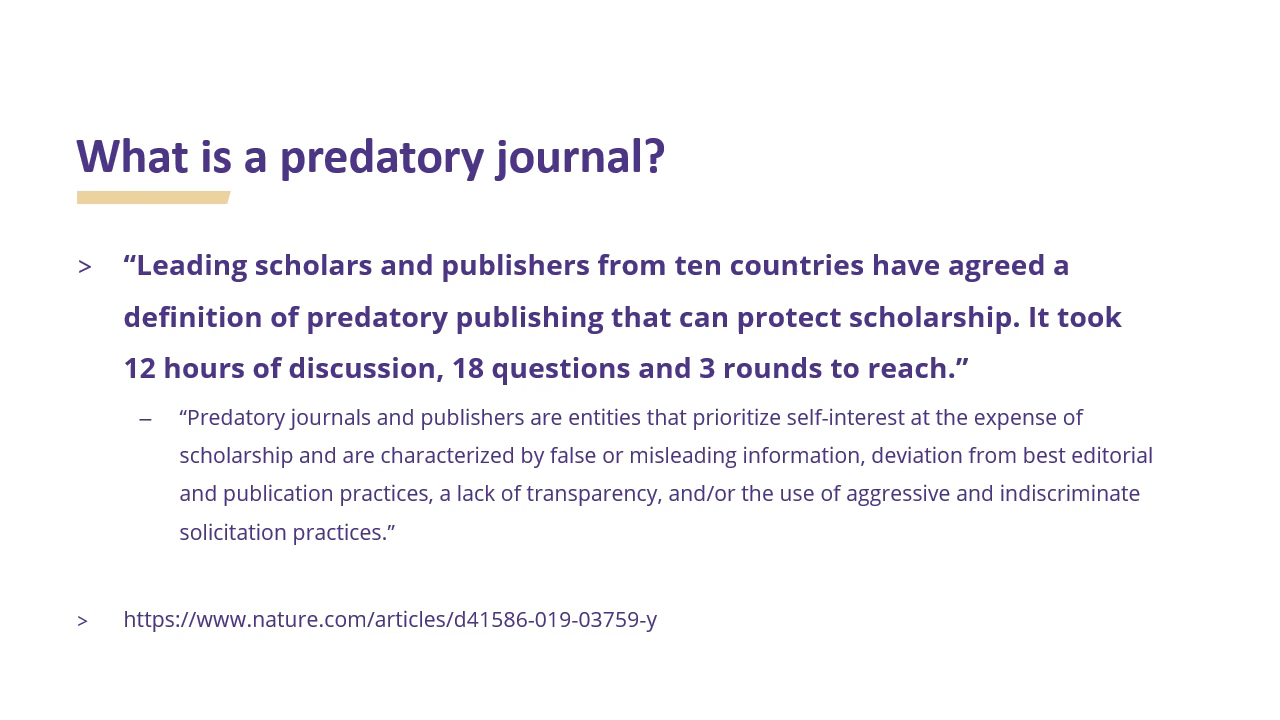 What is a predatory journal?
> “Leading scholars and publishers from ten countries have agreed a
definition of predatory publishing that can protect scholarship. It took
12 hours of discussion, 18 questions and 3 rounds to reach.”
– “Predatory journals and publishers are entities that prioritize self-interest at the expense of
scholarship and are characterized by false or misleading information, deviation from best editorial
and publication practices, a lack of transparency, and/or the use of aggressive and indiscriminate
solicitation practices.”
> https://www.nature.com/articles/d41586-019-03759-y